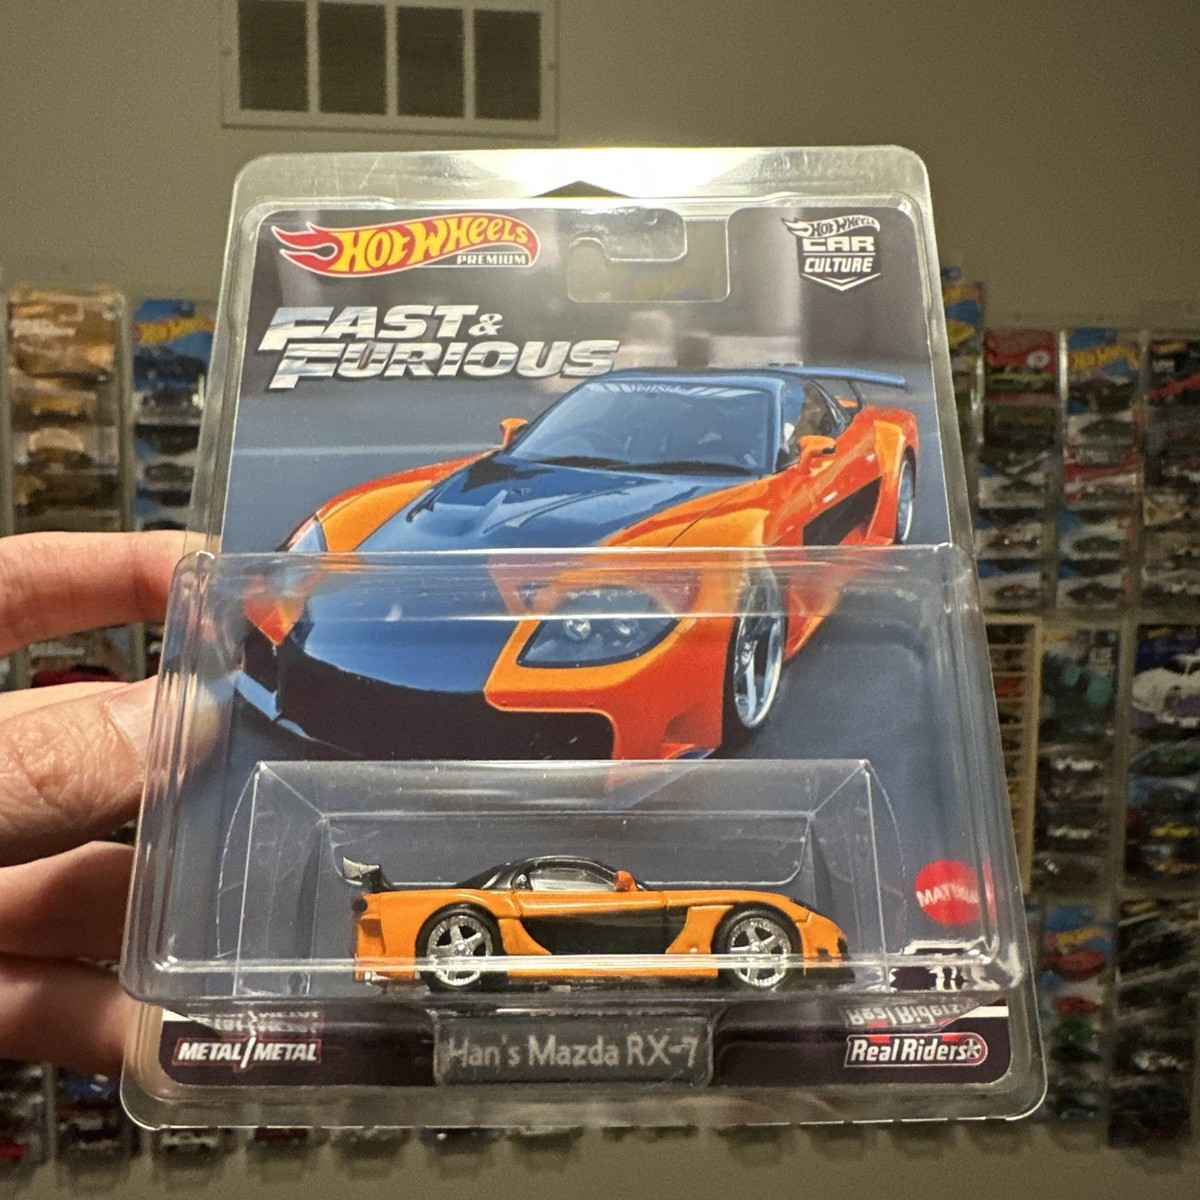 HOT WHEELS
PREMIUM
HOT WHEELS
CAR
CULTURE
FAST &
FURIOUS
MATTEL
METAL/METAL
Han's Mazda RX-7
Real Riders